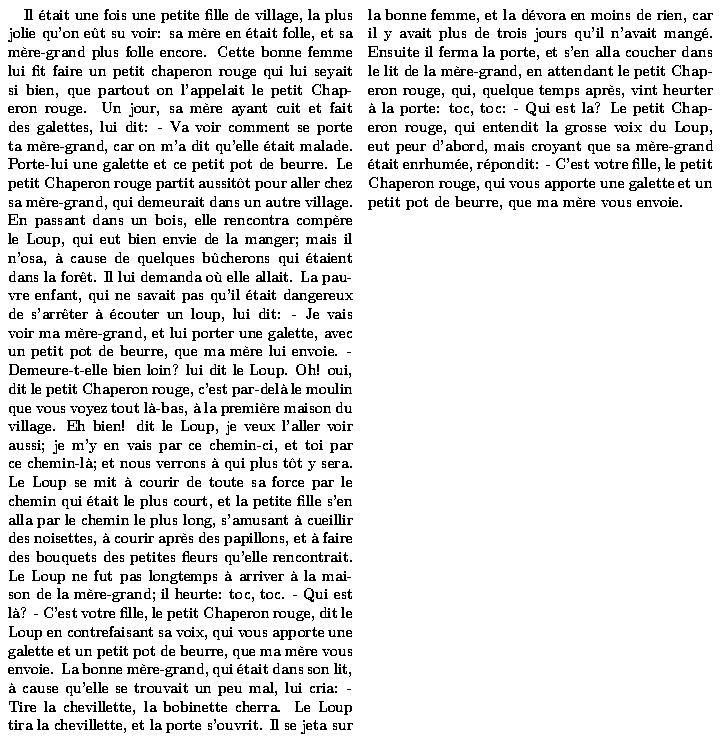 Il était une fois une petite fille de village, la plus
jolie qu'on eût su voir: sa mère en était folle, et sa
mère-grand plus folle encore. Cette bonne femme
lui fit faire un petit chaperon rouge qui lui seyait
si bien, que partout on l'appelait le petit Chap-
eron rouge. Un jour, sa mère ayant cuit et fait
des galettes, lui dit: - Va voir comment se porte
ta mère-grand, car on m'a dit qu'elle était malade.
Porte-lui une galette et ce petit pot de beurre. Le
petit Chaperon rouge partit aussitôt pour aller chez
sa mère-grand, qui demeurait dans un autre village.
En passant dans un bois, elle rencontra compère
le Loup, qui eut bien envie de la manger; mais il
n'osa, à cause de quelques bûcherons qui étaient
dans la forêt. Il lui demanda où elle allait. La pau-
vre enfant, qui ne savait pas qu'il était dangereux
de s'arrêter à écouter un loup, lui dit: - Je vais
voir ma mère-grand, et lui porter une galette, avec
un petit pot de beurre, que ma mère lui envoie. -
Demeure-t-elle bien loin? lui dit le Loup. Oh! oui,
dit le petit Chaperon rouge, c'est par-delà le moulin
que vous voyez tout là-bas, à la première maison du
village. Eh bien! dit le Loup, je veux l'aller voir
aussi; je m'y en vais par ce chemin-ci, et toi par
ce chemin-là; et nous verrons à qui plus tôt y sera.
Le Loup se mit à courir de toute sa force par le
chemin qui était le plus court, et la petite fille s'en
alla par le chemin le plus long, s'amusant à cueillir
des noisettes, à courir après des papillons, et à faire
des bouquets des petites fleurs qu'elle rencontrait.
Le Loup ne fut pas longtemps à arriver à la mai-
son de la mère-grand; il heurte: toc, toc. - Qui est
là? - C'est votre fille, le petit Chaperon rouge, dit le
Loup en contrefaisant sa voix, qui vous apporte une
galette et un petit pot de beurre, que ma mère vous
envoie. La bonne mère-grand, qui était dans son lit,
à cause qu'elle se trouvait un peu mal, lui cria: -
Tire la chevillette, la bobinette cherra. Le Loup
tira la chevillette, et la porte s'ouvrit. Il se jeta sur
la bonne femme, et la dévora en moins de rien, car
il y avait plus de trois jours qu'il n'avait mangé.
Ensuite il ferma la porte, et s'en alla coucher dans
le lit de la mère-grand, en attendant le petit Chap-
eron rouge, qui, quelque temps après, vint heurter
à la porte: toc, toc: - Qui est la? Le petit Chap-
eron rouge, qui entendit la grosse voix du Loup,
eut peur d'abord, mais croyant que sa mère-grand
était enrhumée, répondit: - C'est votre fille, le petit
Chaperon rouge, qui vous apporte une galette et un
petit pot de beurre, que ma mère vous envoie.